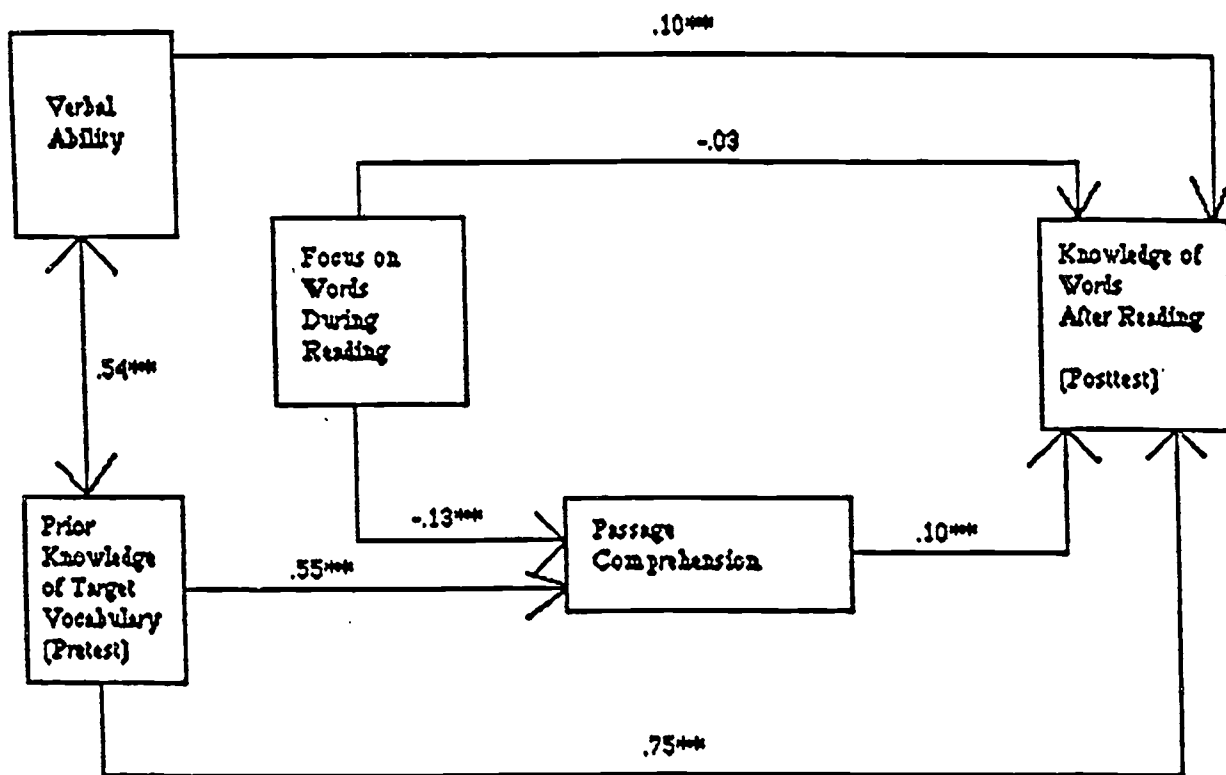 .10***
Verbal
Ability
-.03
Focus on
Words
During
Reading
Knowledge of
Words
After Reading
(Posttest)
.54***
Prior
Knowledge
of Target
Vocabulary
(Pretest)
-.13***
.55***
Passage
Comprehension
.10***
.75***